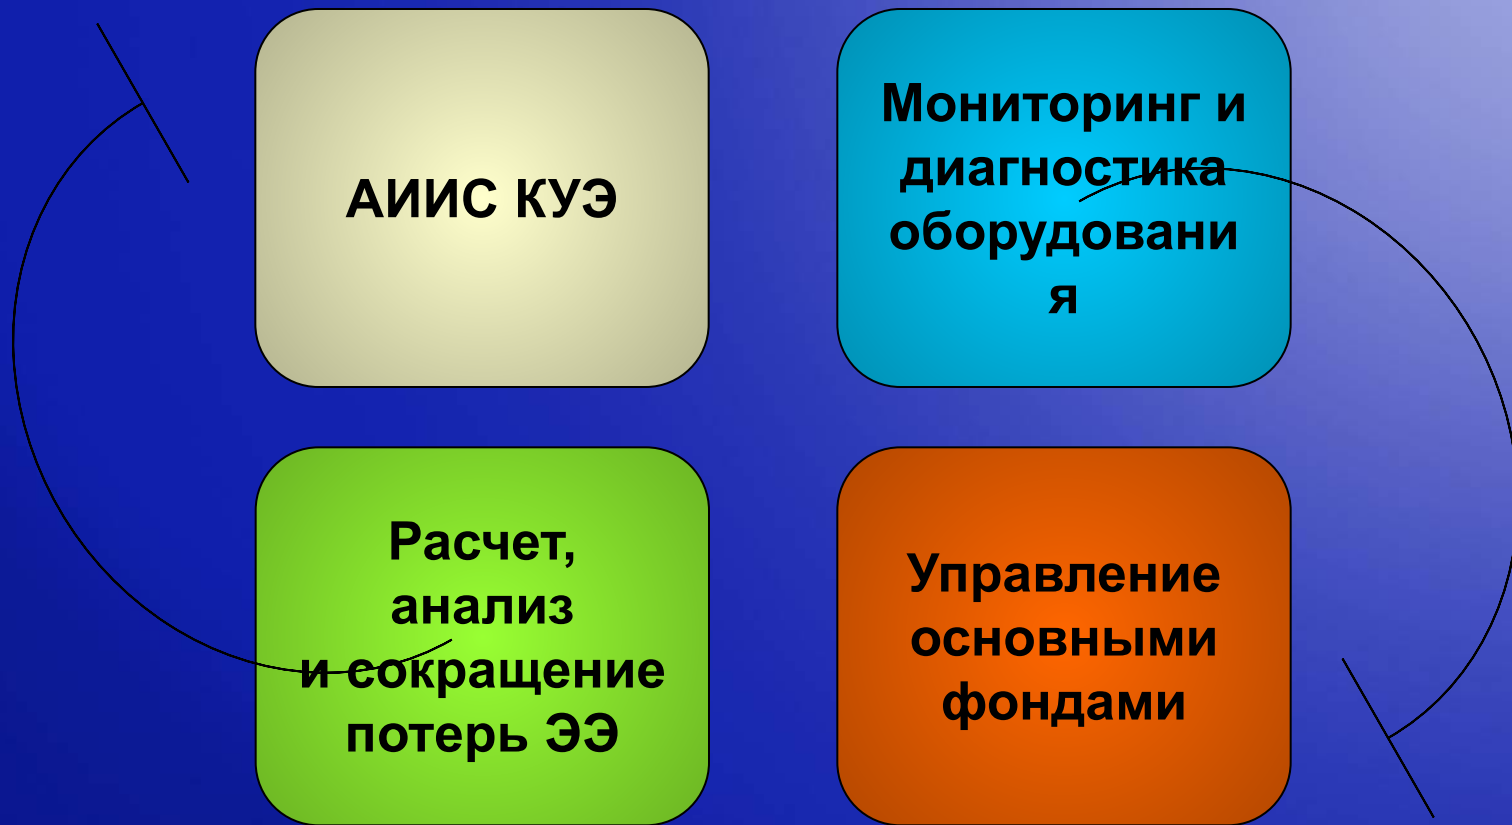 АИИС КУЭ
Мониторинг и
диагностика
оборудовани
я
Расчет,
анализ
и сокращение
потерь ЭЭ
Управление
основными
фондами